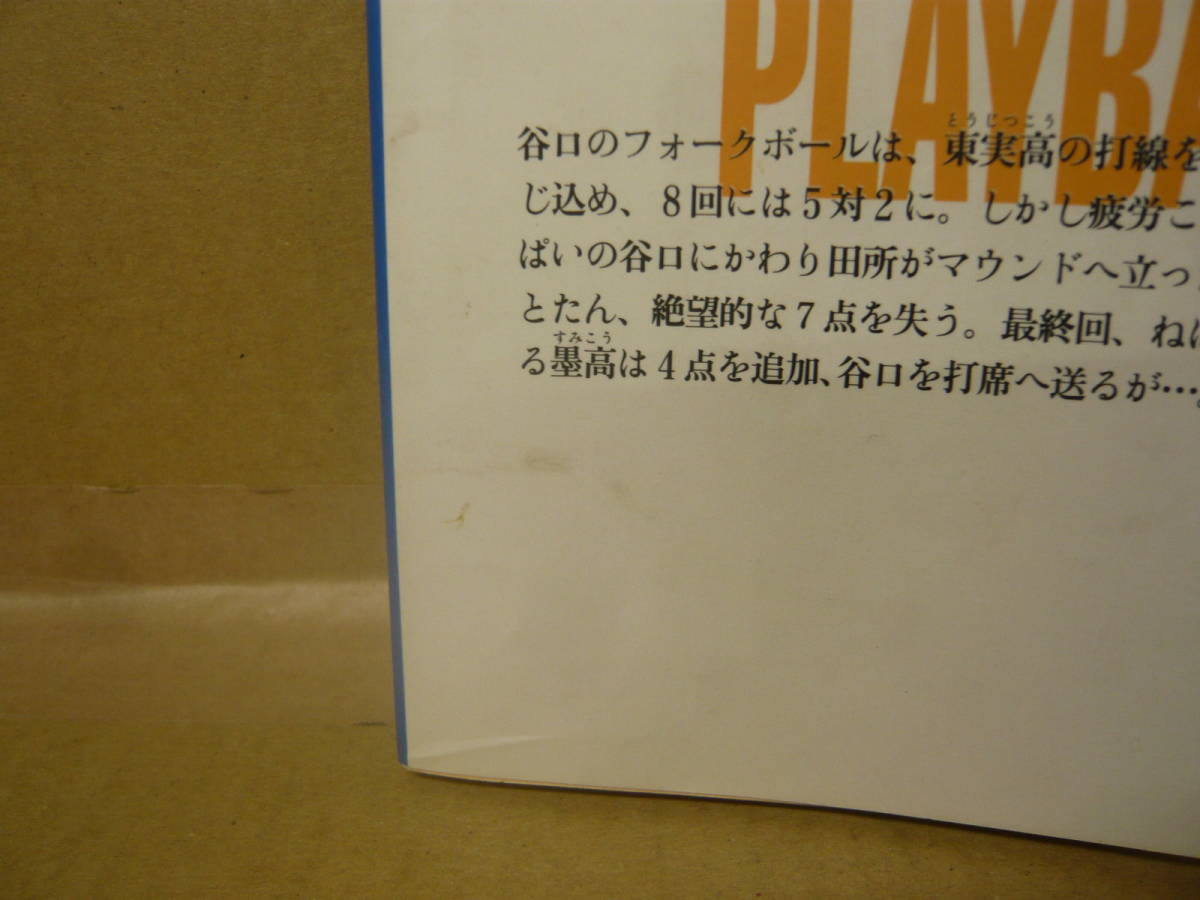 PLAYBA
とうじつこう
谷口のフォークボールは、東実高の打線を
じ込め、8回には5対2に。しかし疲労こ
ぱいの谷口にかわり田所がマウンドへ立っ
とたん、絶望的な7点を失う。最終回、ねば
すみこう
る墨高は4点を追加、谷口を打席へ送るが…。